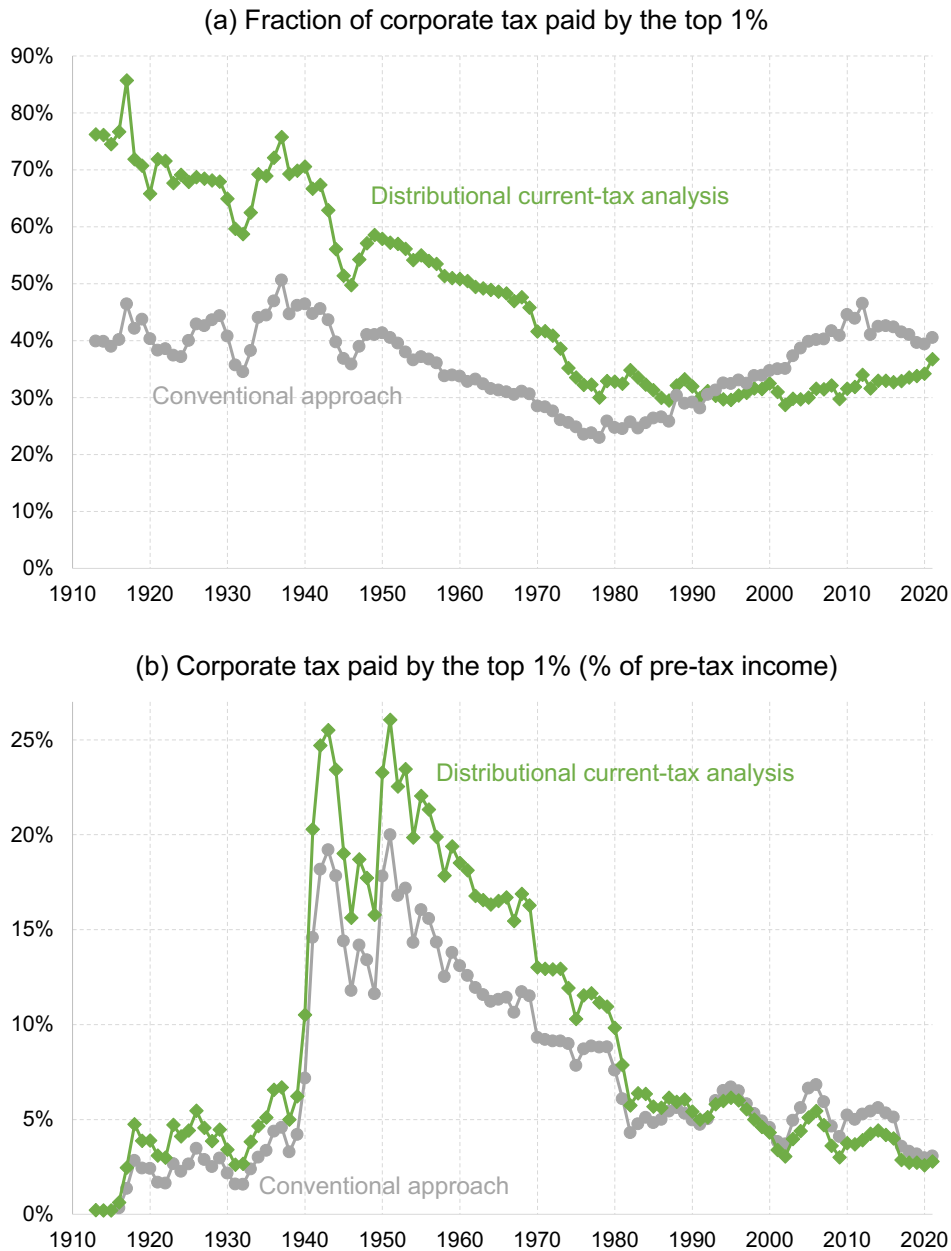 (a) Fraction of corporate tax paid by the top 1%
90%
80%
70%
Distributional current-tax analysis
60%
50%
40%
Conventional approach
30%
20%
10%
0%
1910 1920 1930 1940 1950 1960 1970 1980 1990 2000 2010 2020
(b) Corporate tax paid by the top 1% (% of pre-tax income)
25%
Distributional current-tax analysis
20%
15%
10%
5%
Conventional approach
0%
1910 1920 1930 1940 1950 1960 1970 1980 1990 2000 2010 2020